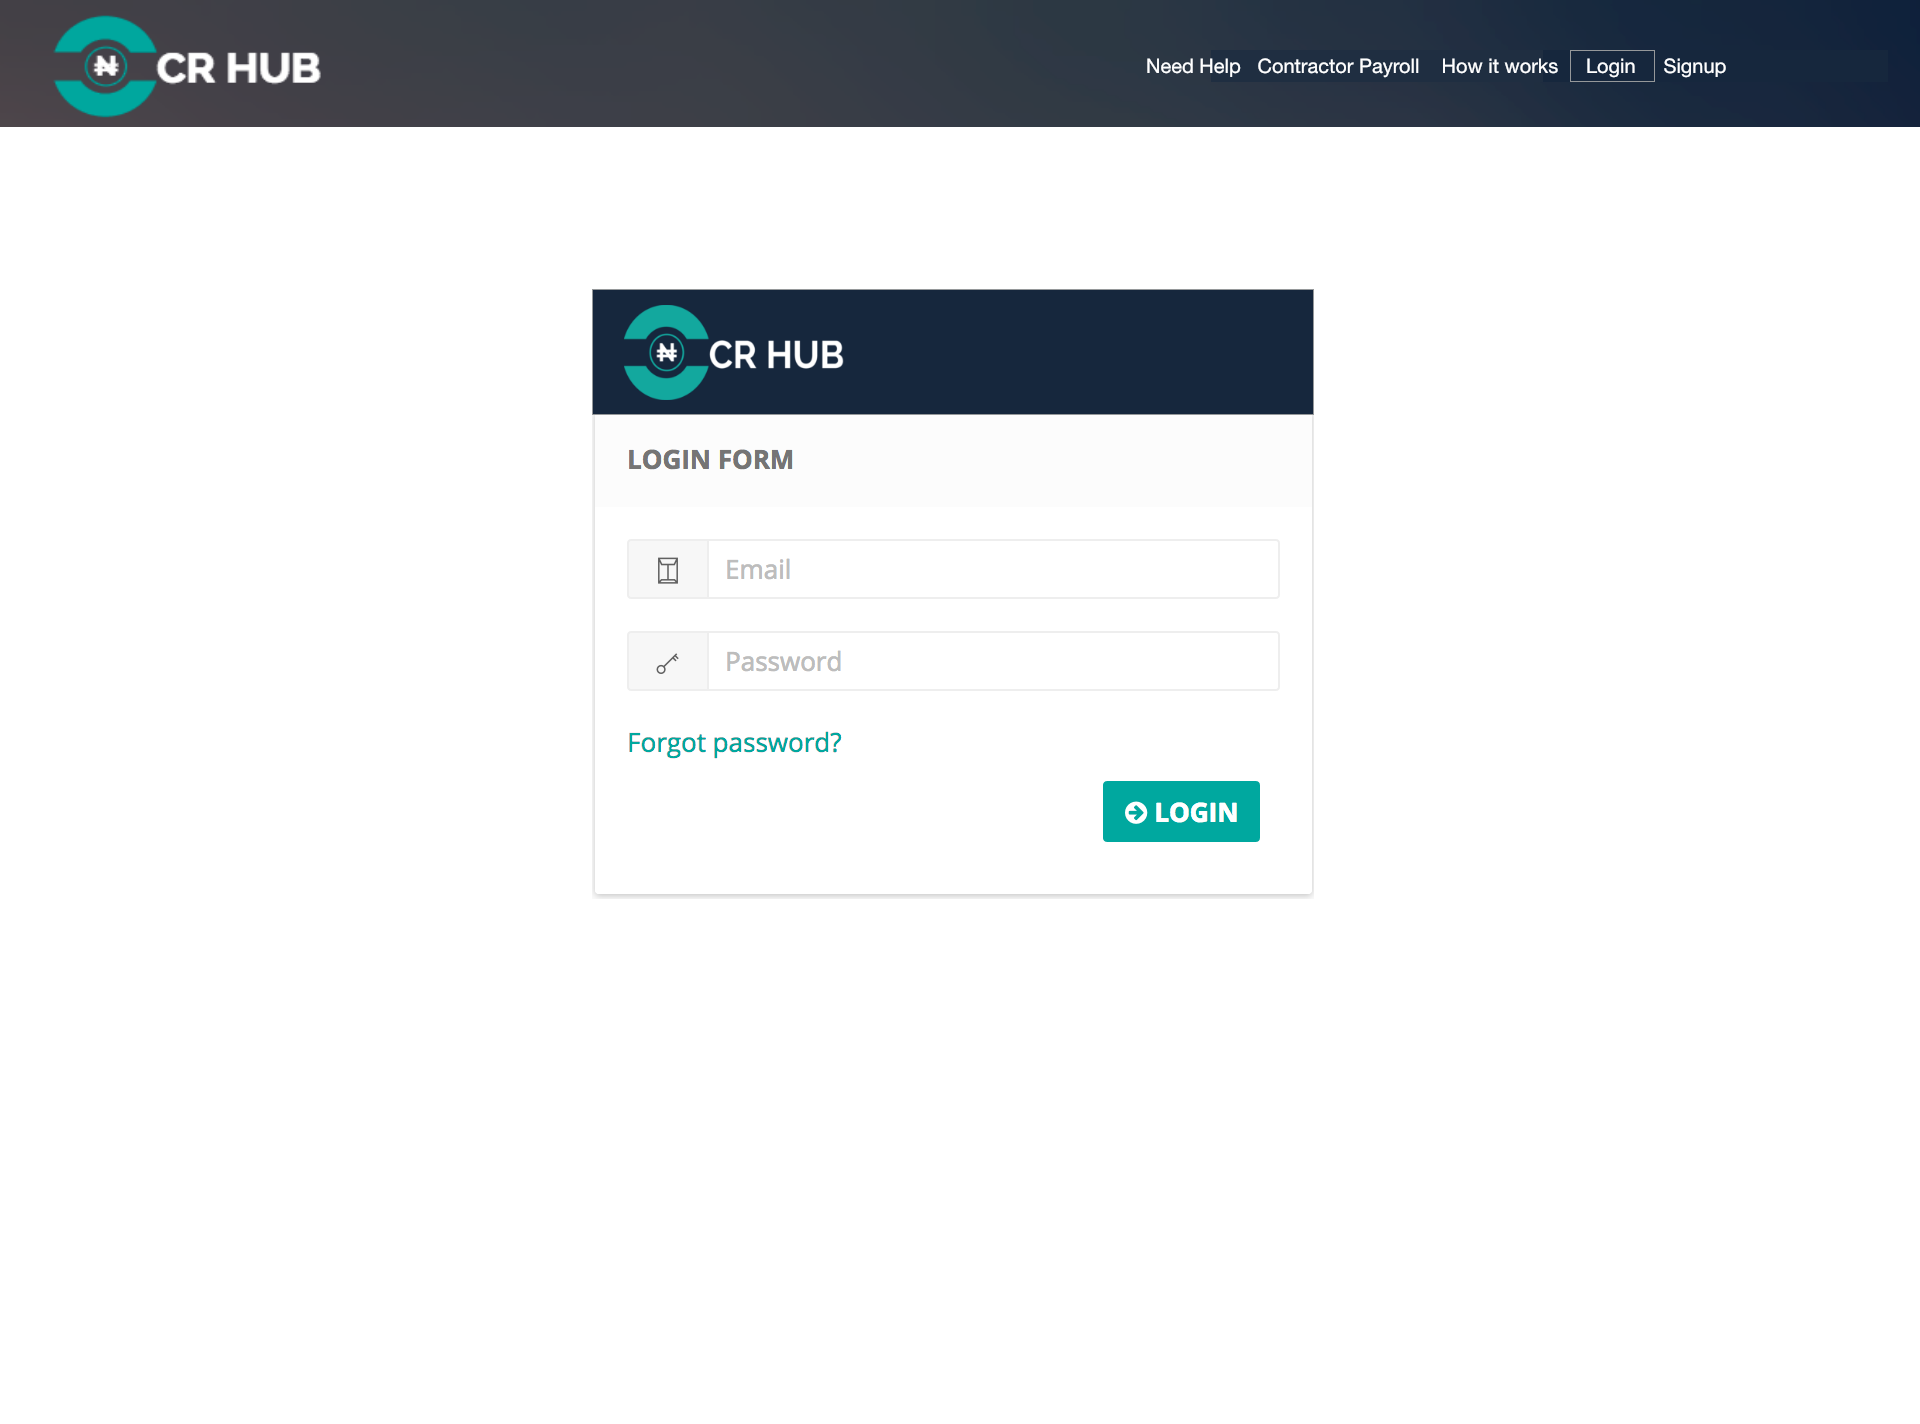 ₦ CR HUB
Need Help Contractor Payroll How it works Login Signup
₦ CR HUB
LOGIN FORM
Email
Password
Forgot password?
LOGIN